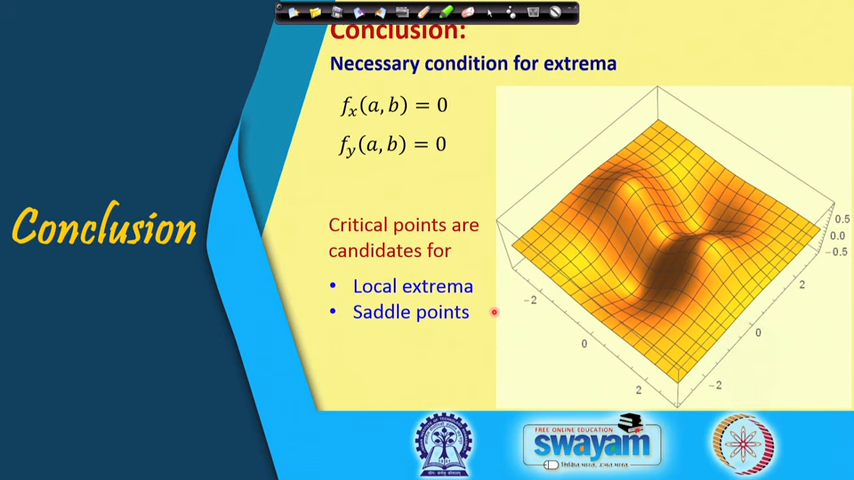 Conclusion:
Necessary condition for extrema
f_x(a, b) = 0
f_y(a, b) = 0
Conclusion
Critical points are
candidates for
• Local extrema
• Saddle points
0.5
0.0
−0.5
−2
0
2
2
0
−2
FREE ONLINE EDUCATION
swayam